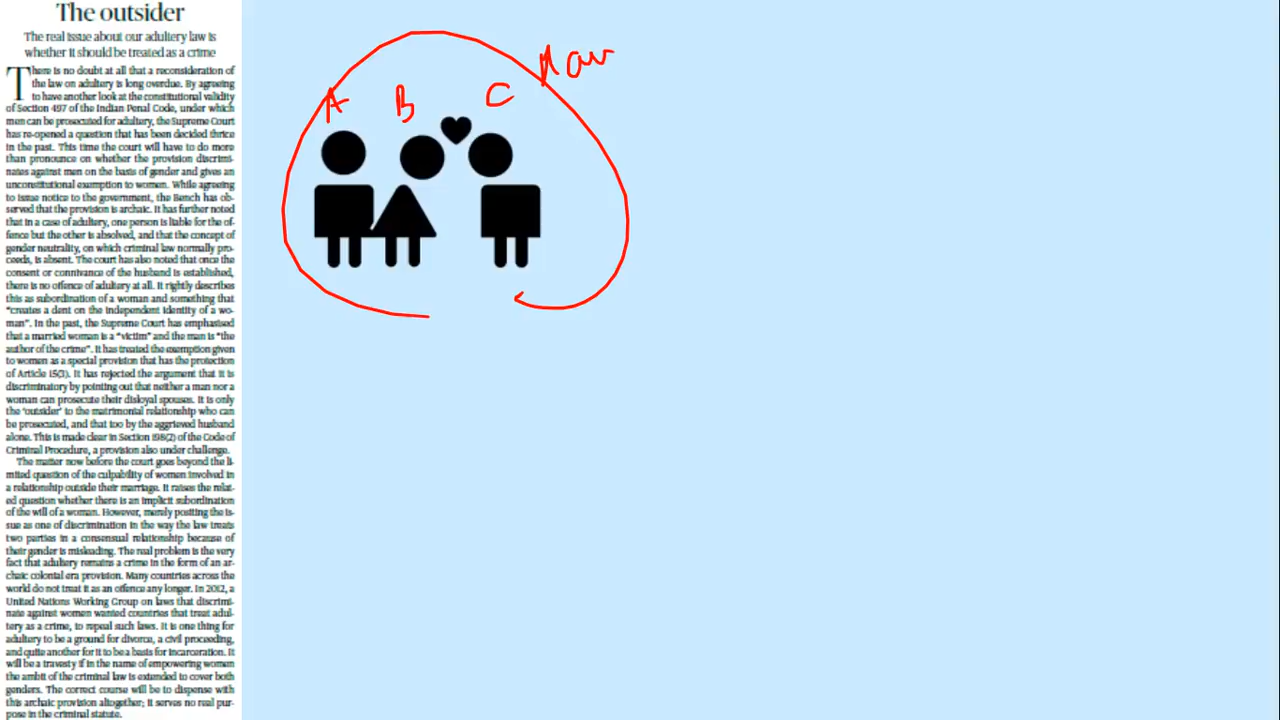 The outsider
The real issue about our adultery law is
whether it should be treated as a crime
There is no doubt at all that a reconsideration of
the law on adultery is long overdue. By agreeing
to have another look at the constitutional validity
of Section 497 of the Indian Penal Code, under which
men can be prosecuted for adultery, the Supreme Court
has re-opened a question that has been decided thrice
in the past. This time the court will have to do more
than pronounce on whether the provision discrimi-
nates against men on the basis of gender and gives an
unconstitutional exemption to women. While agreeing
to issue notice to the government, the Bench has ob-
served that the provision is archaic. It has further noted
that in a case of adultery, one person is liable for the of-
fence but the other is absolved, and that the concept of
gender neutrality, on which criminal law normally pro-
ceeds, is absent. The court has also noted that once the
consent or connivance of the husband is established,
there is no offence of adultery at all. It rightly describes
this as subordination of a woman and something that
“creates a dent on the independent identity of a wo-
man”. In the past, the Supreme Court has emphasised
that a married woman is a “victim” and the man is “the
author of the crime”. It has treated the exemption given
to women as a special provision that has the protection
of Article 15(3). It has rejected the argument that it is
discriminatory by pointing out that neither a man nor a
woman can prosecute their disloyal spouses. It is only
the ‘outsider’ to the matrimonial relationship who can
be prosecuted, and that too by the aggrieved husband
alone. This is made clear in Section 198(2) of the Code of
Criminal Procedure, a provision also under challenge.
The matter now before the court goes beyond the li-
mited question of the culpability of women involved in
a relationship outside their marriage. It raises the relat-
ed question whether there is an implicit subordination
of the will of a woman. However, merely positing the is-
sue as one of discrimination in the way the law treats
two parties in a consensual relationship because of
their gender is misleading. The real problem is the very
fact that adultery remains a crime in the form of an ar-
chaic colonial era provision. Many countries across the
world do not treat it as an offence any longer. In 2012, a
United Nations Working Group on laws that discrimi-
nate against women wanted countries that treat adul-
tery as a crime, to repeal such laws. It is one thing for
adultery to be a ground for divorce, a civil proceeding,
and quite another for it to be a basis for incarceration. It
will be a travesty if in the name of empowering women
the ambit of the criminal law is extended to cover both
genders. The correct course will be to dispense with
this archaic provision altogether; it serves no real pur-
pose in the criminal statute.
A B C